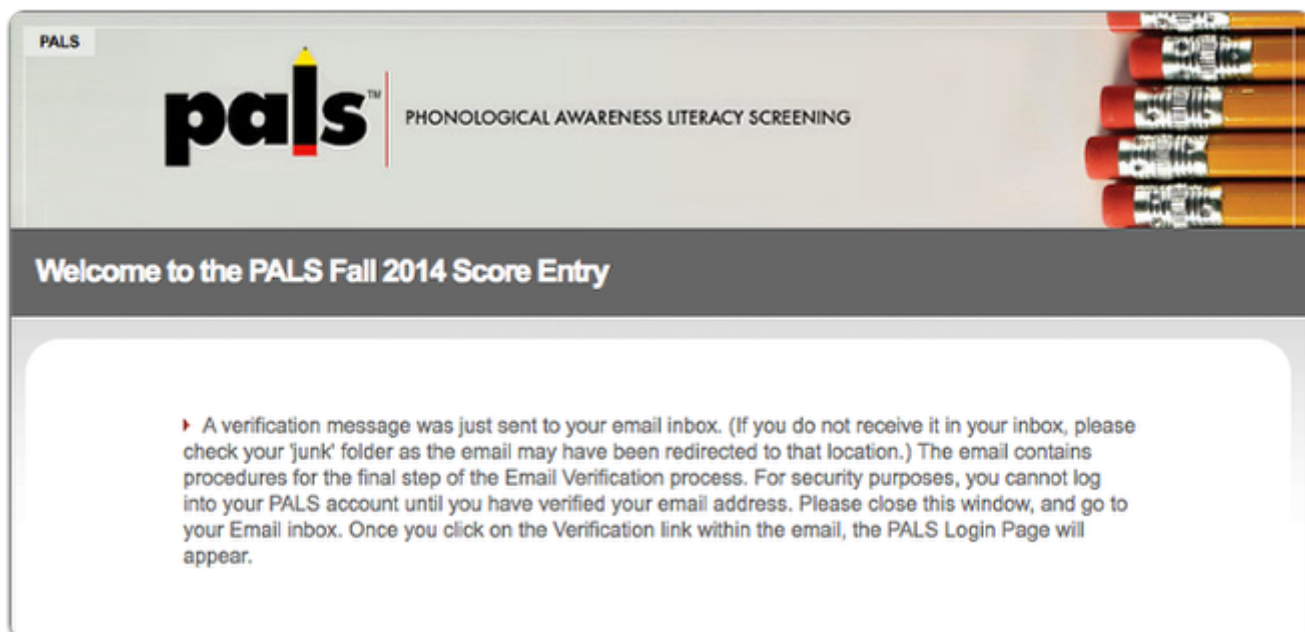 PALS
pals™
PHONOLOGICAL AWARENESS LITERACY SCREENING
Welcome to the PALS Fall 2014 Score Entry
A verification message was just sent to your email inbox. (If you do not receive it in your inbox, please
check your 'junk' folder as the email may have been redirected to that location.) The email contains
procedures for the final step of the Email Verification process. For security purposes, you cannot log
into your PALS account until you have verified your email address. Please close this window, and go to
your Email inbox. Once you click on the Verification link within the email, the PALS Login Page will
appear.